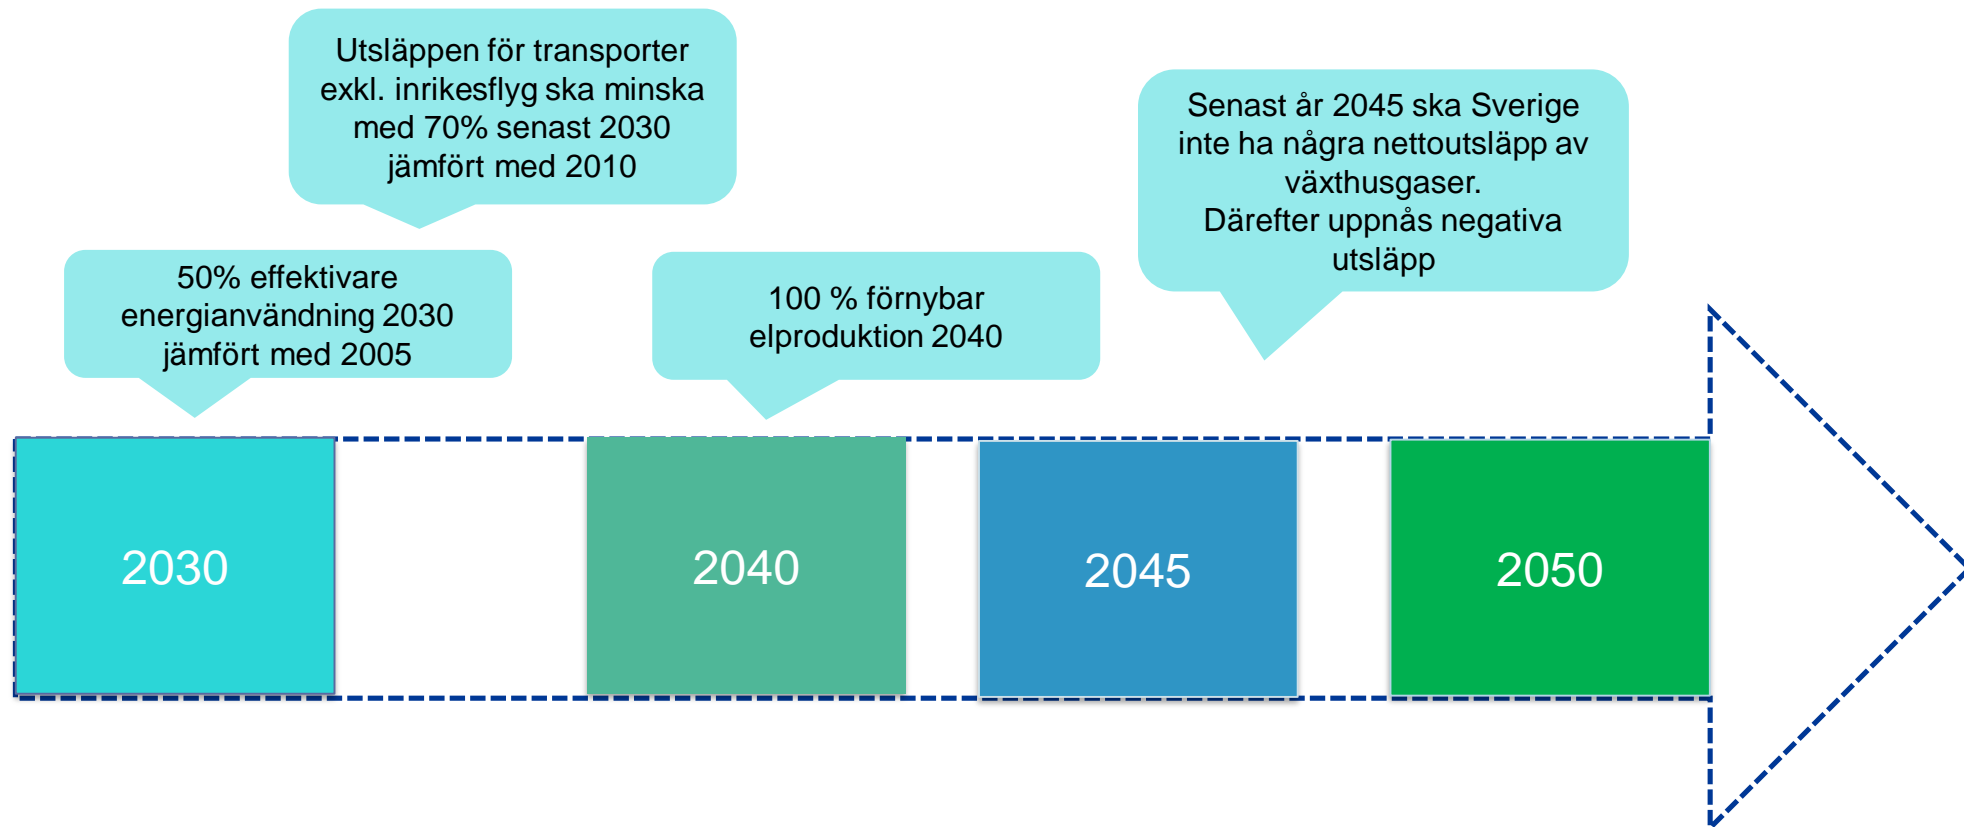 Utsläppen för transporter
exkl. inrikesflyg ska minska
med 70% senast 2030
jämfört med 2010
Senast år 2045 ska Sverige
inte ha några nettoutsläpp av
växthusgaser.
Därefter uppnås negativa
utsläpp
50% effektivare
energianvändning 2030
jämfört med 2005
100 % förnybar
elproduktion 2040
2030
2040
2045
2050